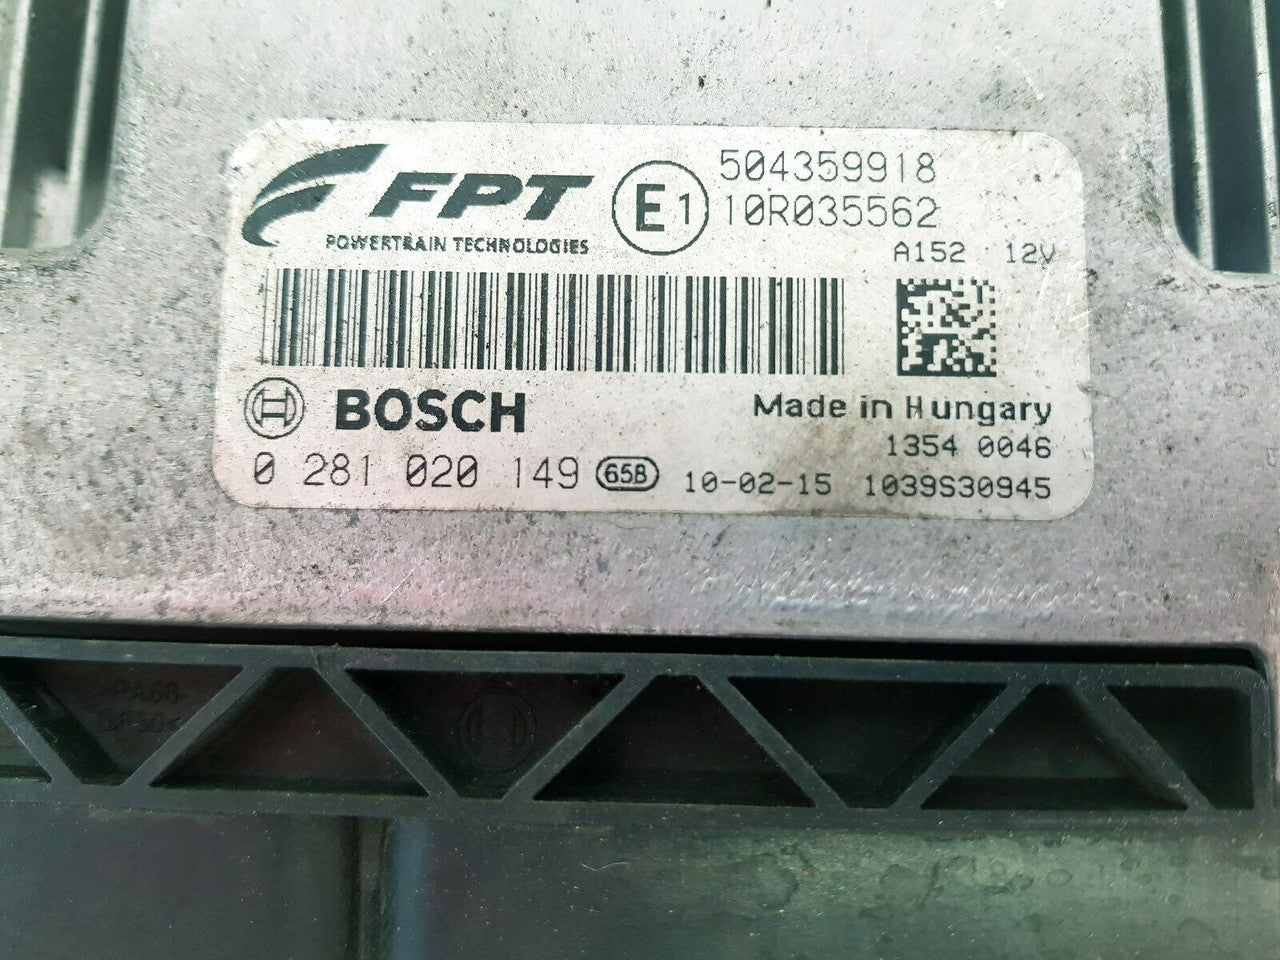 FPT
POWERTRAIN TECHNOLOGIES
E1
504359918
10R035562
A152 12V
BOSCH
Made in Hungary
1354 0046
0 281 020 149 65B 10-02-15 1039S30945